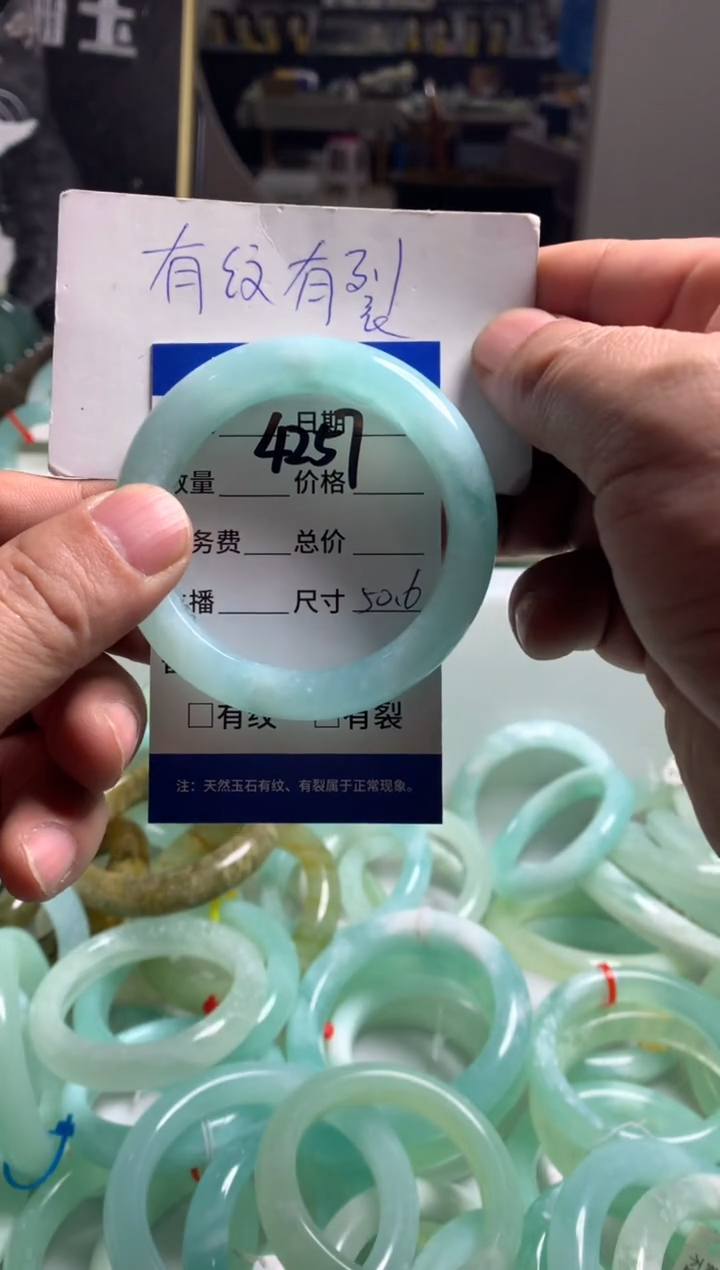 玉
有纹有裂
日期
4257
数量 价格
务费 总价
播 尺寸 50.6
□有纹 □有裂
注：天然玉石有纹、有裂属于正常现象。